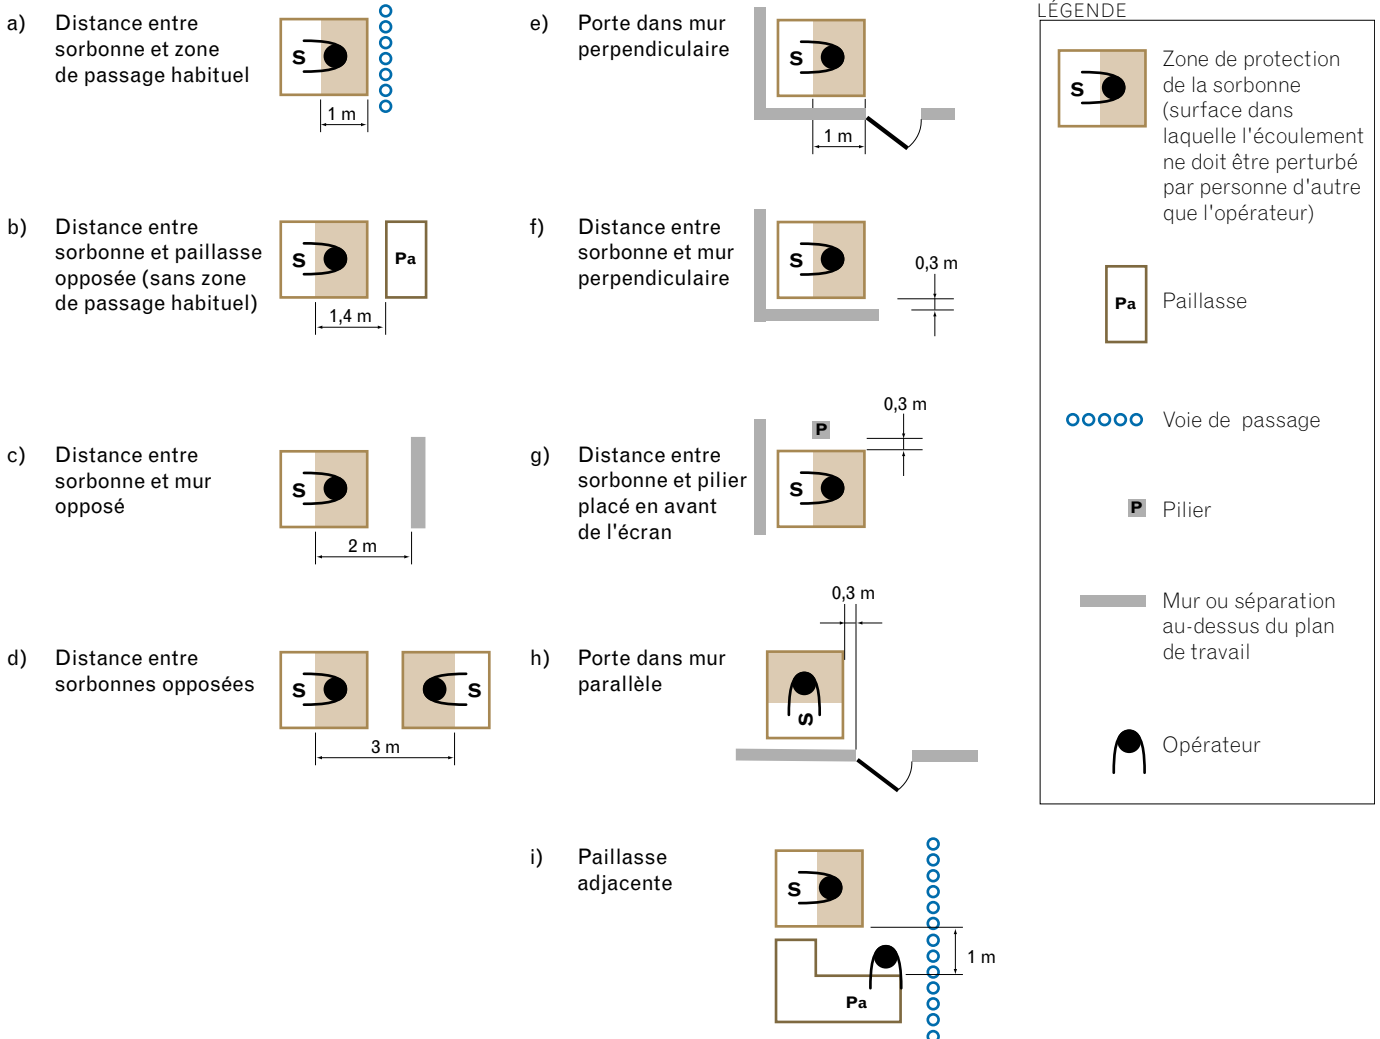 a) Distance entre
sorbonne et zone
de passage habituel
S
1 m
b) Distance entre
sorbonne et paillasse
opposée (sans zone
de passage habituel)
S
Pa
1,4 m
c) Distance entre
sorbonne et mur
opposé
S
2 m
d) Distance entre
sorbonnes opposées
S
S
3 m
e) Porte dans mur
perpendiculaire
S
1 m
f) Distance entre
sorbonne et mur
perpendiculaire
S
0,3 m
g) Distance entre
sorbonne et pilier
placé en avant
de l'écran
P
S
0,3 m
h) Porte dans mur
parallèle
0,3 m
S
i) Paillasse
adjacente
S
1 m
Pa
LÉGENDE
S
Zone de protection
de la sorbonne
(surface dans
laquelle l'écoulement
ne doit être perturbé
par personne d'autre
que l'opérateur)
Pa
Paillasse
Voie de passage
P
Pilier
Mur ou séparation
au-dessus du plan
de travail
Opérateur